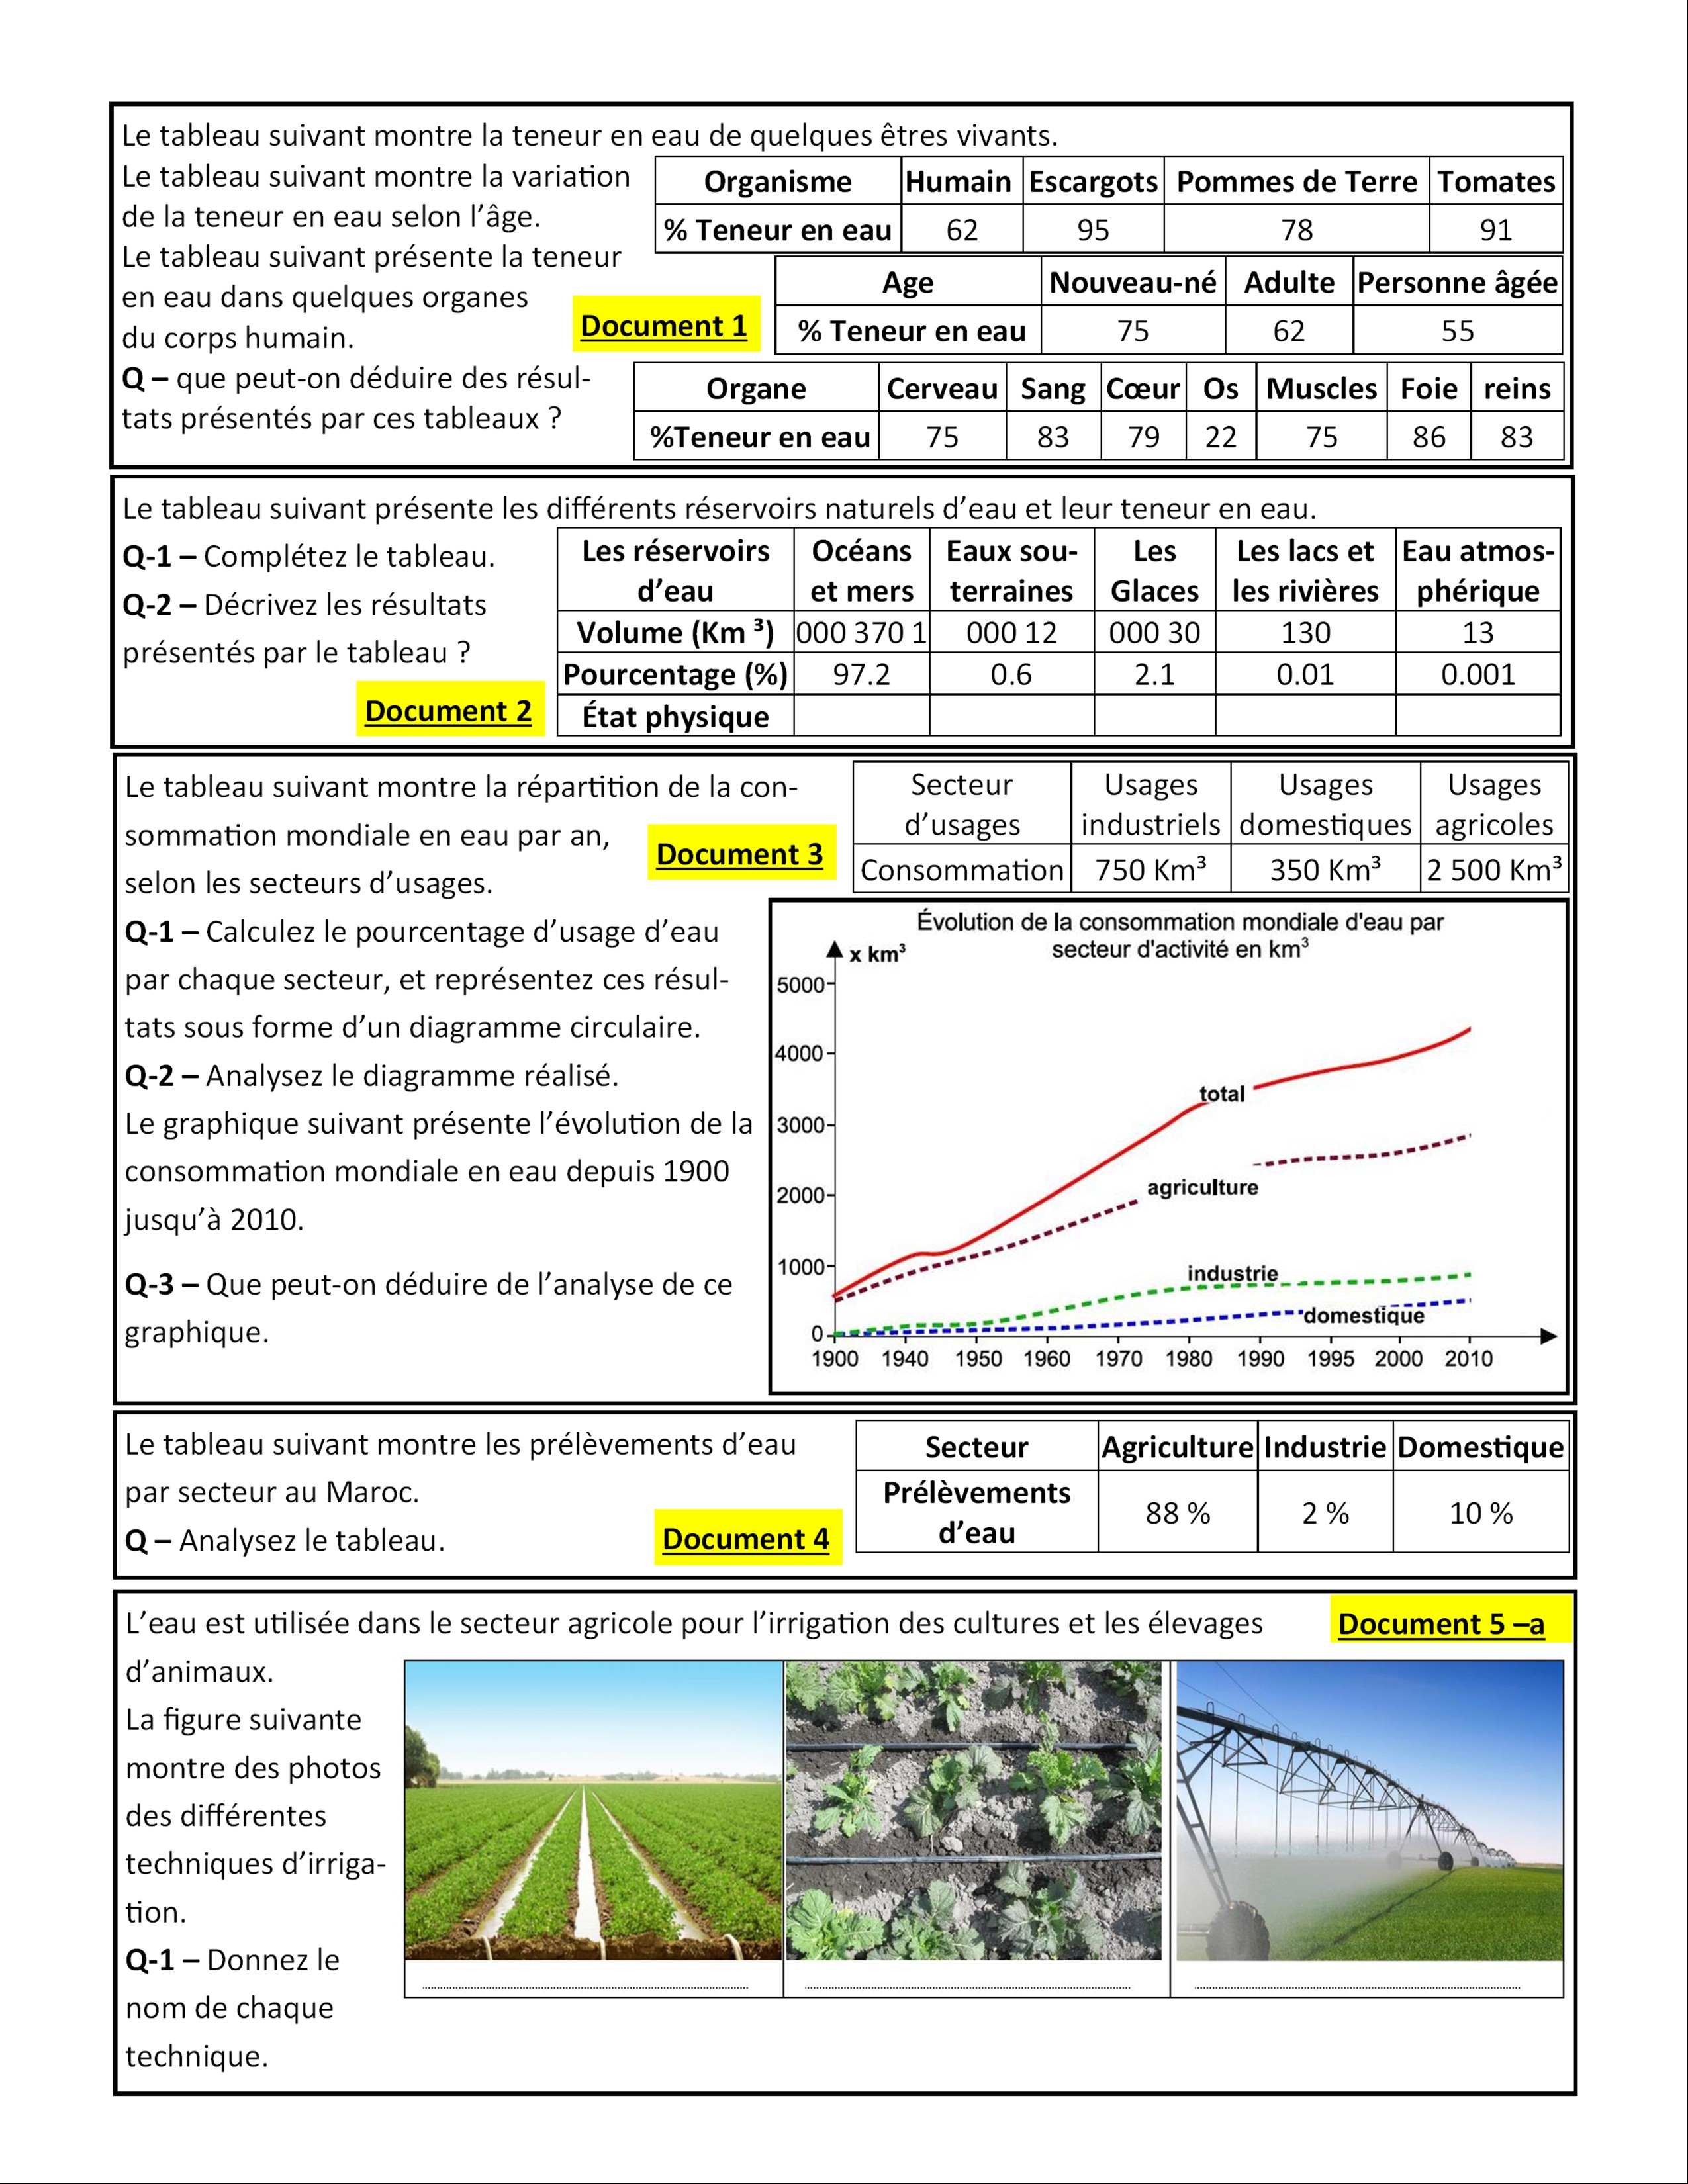 Le tableau suivant montre la teneur en eau de quelques êtres vivants.
Le tableau suivant montre la variation
de la teneur en eau selon l’âge.
Le tableau suivant présente la teneur
en eau dans quelques organes
du corps humain.
Document 1
Q – que peut-on déduire des résul-
tats présentés par ces tableaux ?
Organisme Humain Escargots Pommes de Terre Tomates
% Teneur en eau 62 95 78 91
Age Nouveau-né Adulte Personne âgée
% Teneur en eau 75 62 55
Organe Cerveau Sang Cœur Os Muscles Foie reins
%Teneur en eau 75 83 79 22 75 86 83
Le tableau suivant présente les différents réservoirs naturels d’eau et leur teneur en eau.
Q-1 – Complétez le tableau.
Q-2 – Décrivez les résultats
présentés par le tableau ?
Document 2
Les réservoirs Océans Eaux sou- Les Les lacs et Eau atmos-
d’eau et mers terraines Glaces les rivières phérique
Volume (Km ³) 000 370 1 000 12 000 30 130 13
Pourcentage (%) 97.2 0.6 2.1 0.01 0.001
État physique
Le tableau suivant montre la répartition de la con-
sommation mondiale en eau par an,
selon les secteurs d’usages.
Document 3
Secteur Usages Usages Usages
d’usages industriels domestiques agricoles
Consommation 750 Km³ 350 Km³ 2 500 Km³
Q-1 – Calculez le pourcentage d’usage d’eau
par chaque secteur, et représentez ces résul-
tats sous forme d’un diagramme circulaire.
Q-2 – Analysez le diagramme réalisé.
Le graphique suivant présente l’évolution de la
consommation mondiale en eau depuis 1900
jusqu’à 2010.
Q-3 – Que peut-on déduire de l’analyse de ce
graphique.
Évolution de la consommation mondiale d'eau par
secteur d'activité en km³
x km³
5000
4000
total
3000
2000
agriculture
1000
industrie
domestique
0
1900 1940 1950 1960 1970 1980 1990 1995 2000 2010
Le tableau suivant montre les prélèvements d’eau
par secteur au Maroc.
Q – Analysez le tableau.
Document 4
Secteur Agriculture Industrie Domestique
Prélèvements
d’eau 88 % 2 % 10 %
L’eau est utilisée dans le secteur agricole pour l’irrigation des cultures et les élevages
Document 5 –a
d’animaux.
La figure suivante
montre des photos
des différentes
techniques d’irriga-
tion.
Q-1 – Donnez le
nom de chaque
technique.